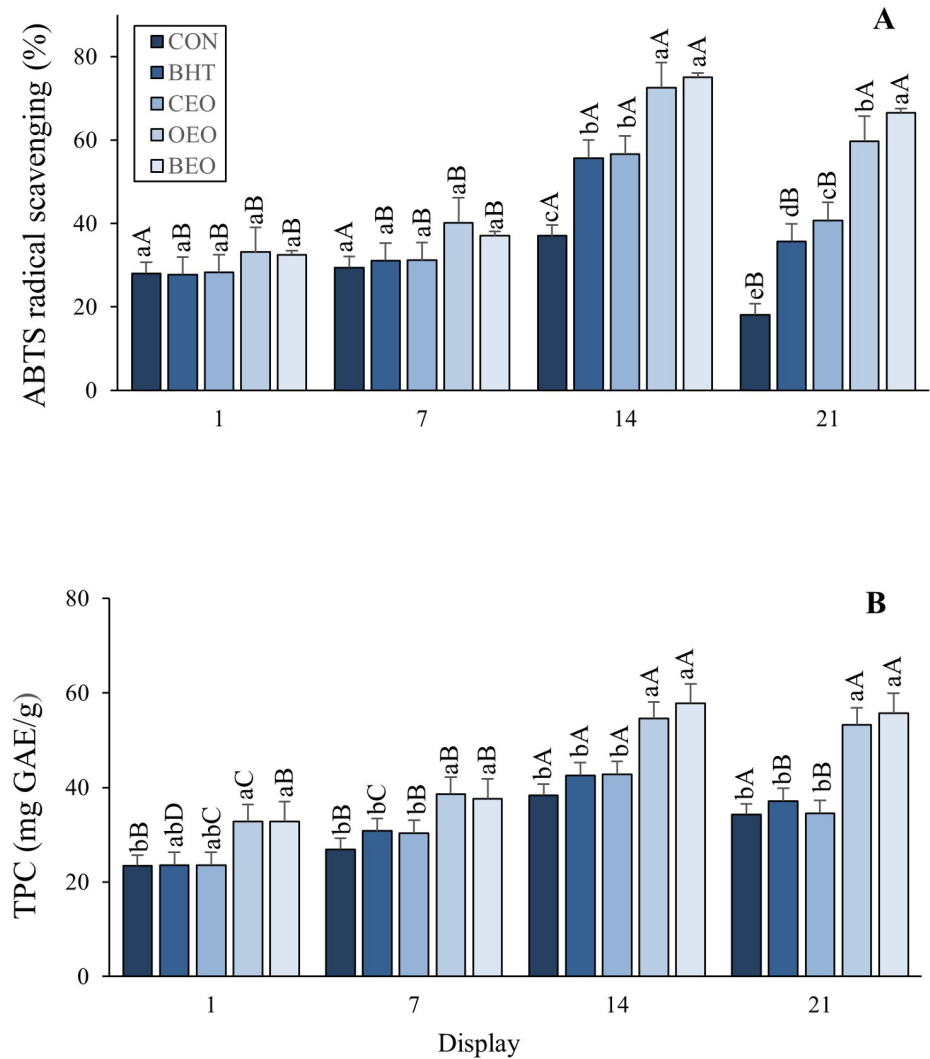 A
ABTS radical scavenging (%)
80
60
40
20
0
CON
BHT
CEO
OEO
BEO
aA aB aB aB aB
aA aB aB aB aB
cA bA bA aA aA
eB dB cB bA aA
1 7 14 21
B
TPC (mg GAE/g)
80
60
40
20
0
bB abD abC aC aB
bB bC bB aB aB
bA bA bA aA aA
bA bB bB aA aA
1 7 14 21
Display